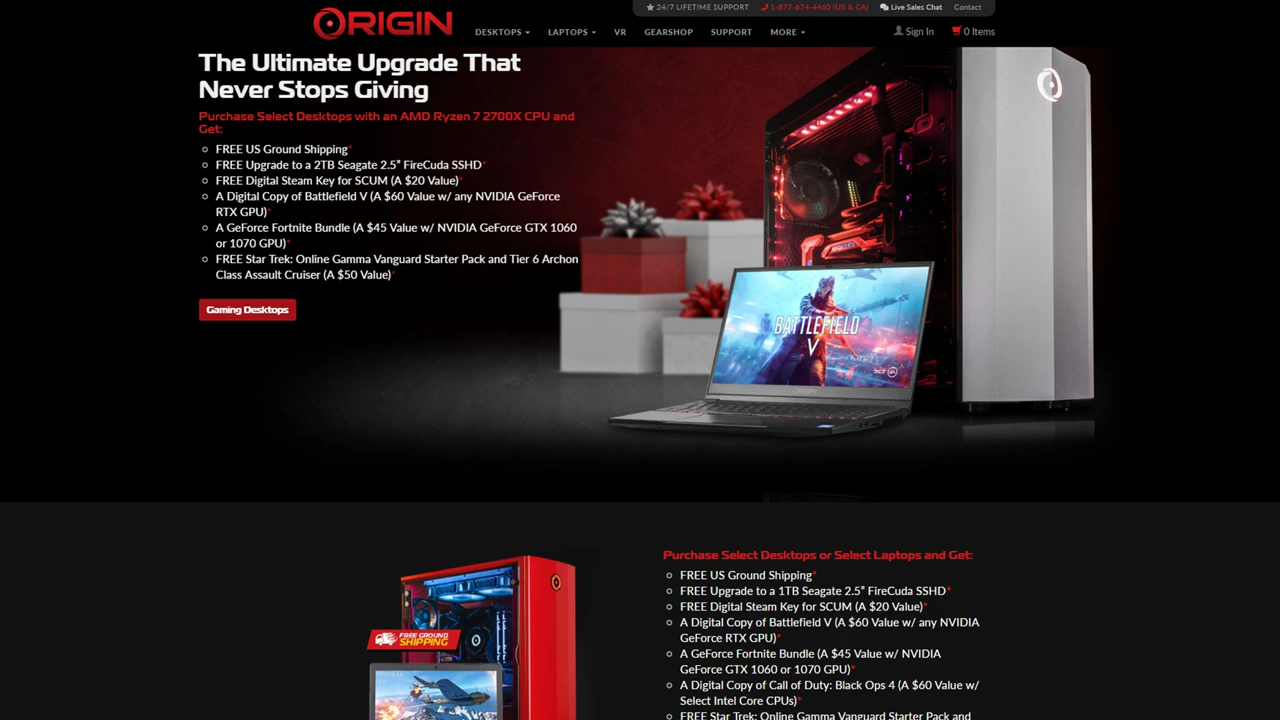 24/7 LIFETIME SUPPORT 1-877-674-4460 (US & CA) Live Sales Chat Contact
ORIGIN
DESKTOPS LAPTOPS VR GEARSHOP SUPPORT MORE Sign In 0 Items
The Ultimate Upgrade That
Never Stops Giving
Purchase Select Desktops with an AMD Ryzen 7 2700X CPU and
Get:
FREE US Ground Shipping*
FREE Upgrade to a 2TB Seagate 2.5” FireCuda SSHD*
FREE Digital Steam Key for SCUM (A $20 Value)*
A Digital Copy of Battlefield V (A $60 Value w/ any NVIDIA GeForce
RTX GPU)*
A GeForce Fortnite Bundle (A $45 Value w/ NVIDIA GeForce GTX 1060
or 1070 GPU)*
FREE Star Trek: Online Gamma Vanguard Starter Pack and Tier 6 Archon
Class Assault Cruiser (A $50 Value)*
Gaming Desktops
BATTLEFIELD
V
ORIGIN
Purchase Select Desktops or Select Laptops and Get:
FREE US Ground Shipping*
FREE Upgrade to a 1TB Seagate 2.5” FireCuda SSHD*
FREE Digital Steam Key for SCUM (A $20 Value)*
A Digital Copy of Battlefield V (A $60 Value w/ any NVIDIA
GeForce RTX GPU)*
A GeForce Fortnite Bundle (A $45 Value w/ NVIDIA
GeForce GTX 1060 or 1070 GPU)*
A Digital Copy of Call of Duty: Black Ops 4 (A $60 Value w/
Select Intel Core CPUs)*
FREE Star Trek: Online Gamma Vanguard Starter Pack and
FREE GROUND
SHIPPING